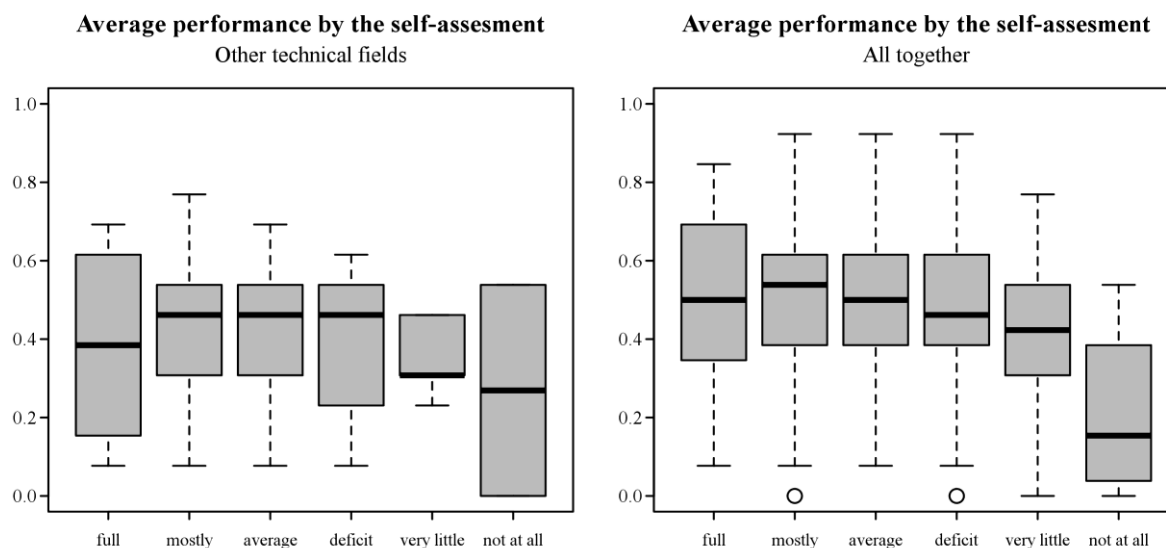 Average performance by the self-assesment
Other technical fields
1.0
0.8
0.6
0.4
0.2
0.0
full mostly average deficit very little not at all
Average performance by the self-assesment
All together
1.0
0.8
0.6
0.4
0.2
0.0
full mostly average deficit very little not at all